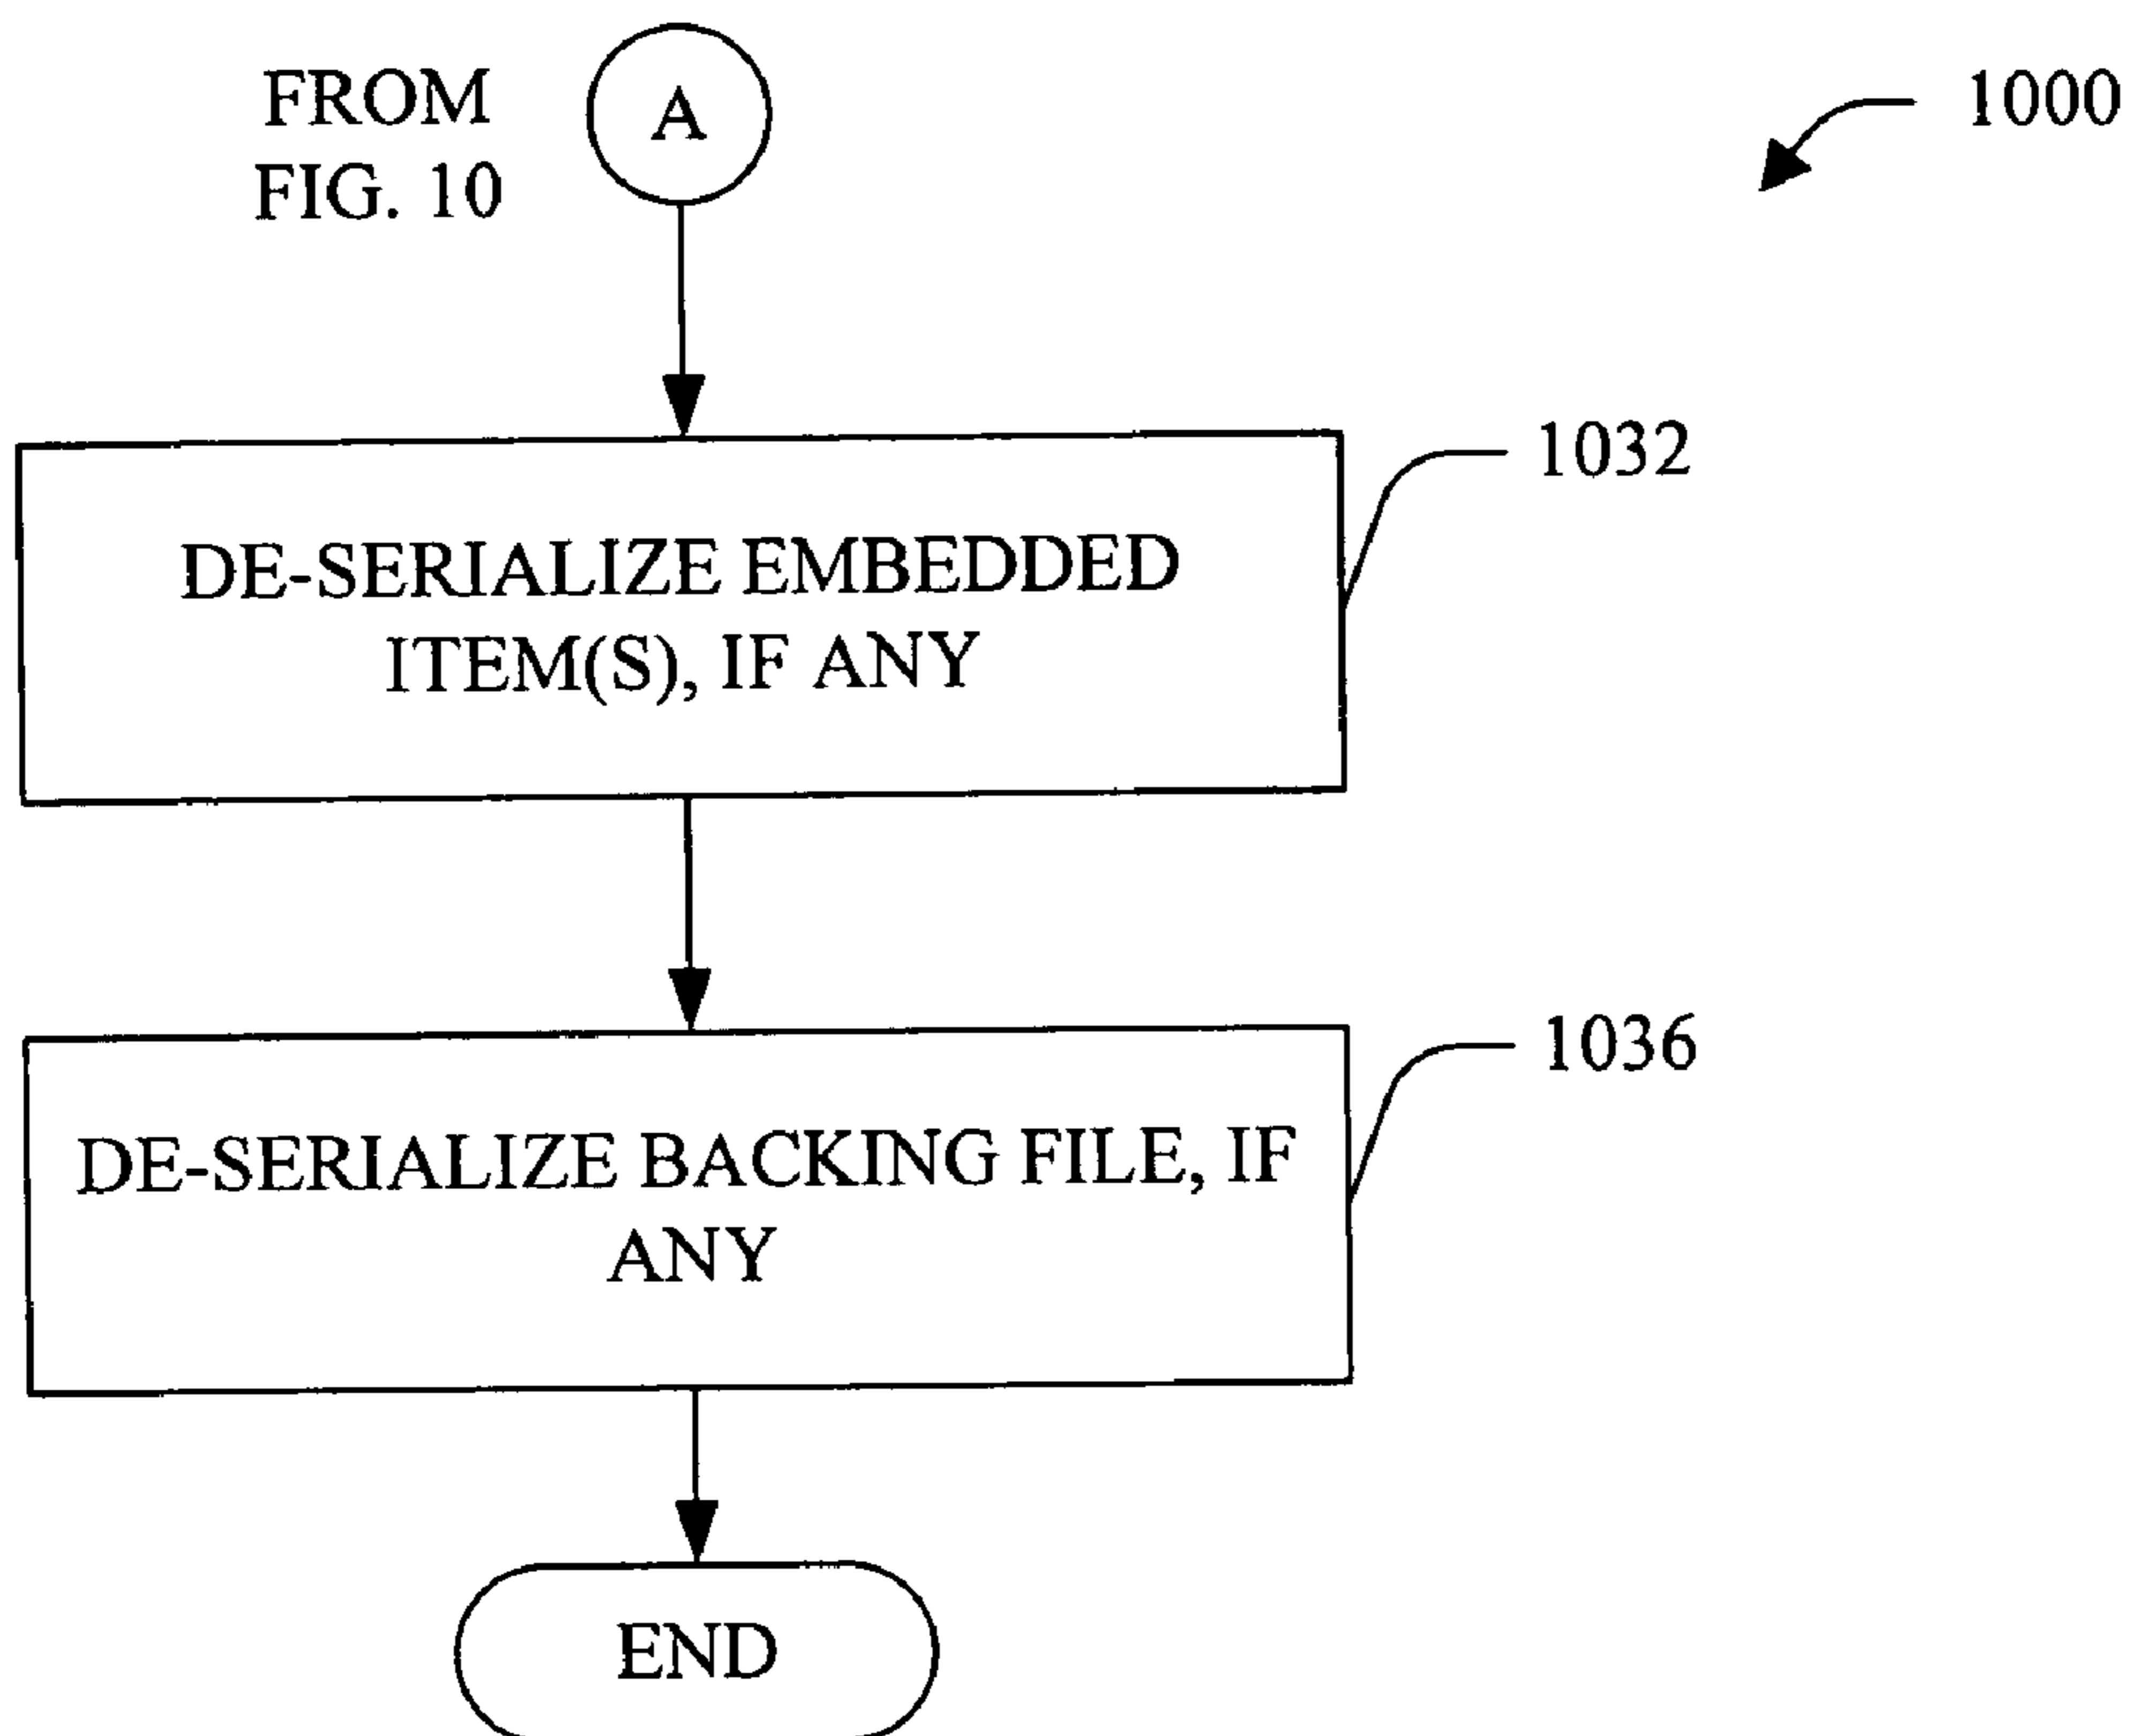 FROM
FIG. 10
A
1000
DE-SERIALIZE EMBEDDED
ITEM(S), IF ANY
1032
DE-SERIALIZE BACKING FILE, IF
ANY
1036
END